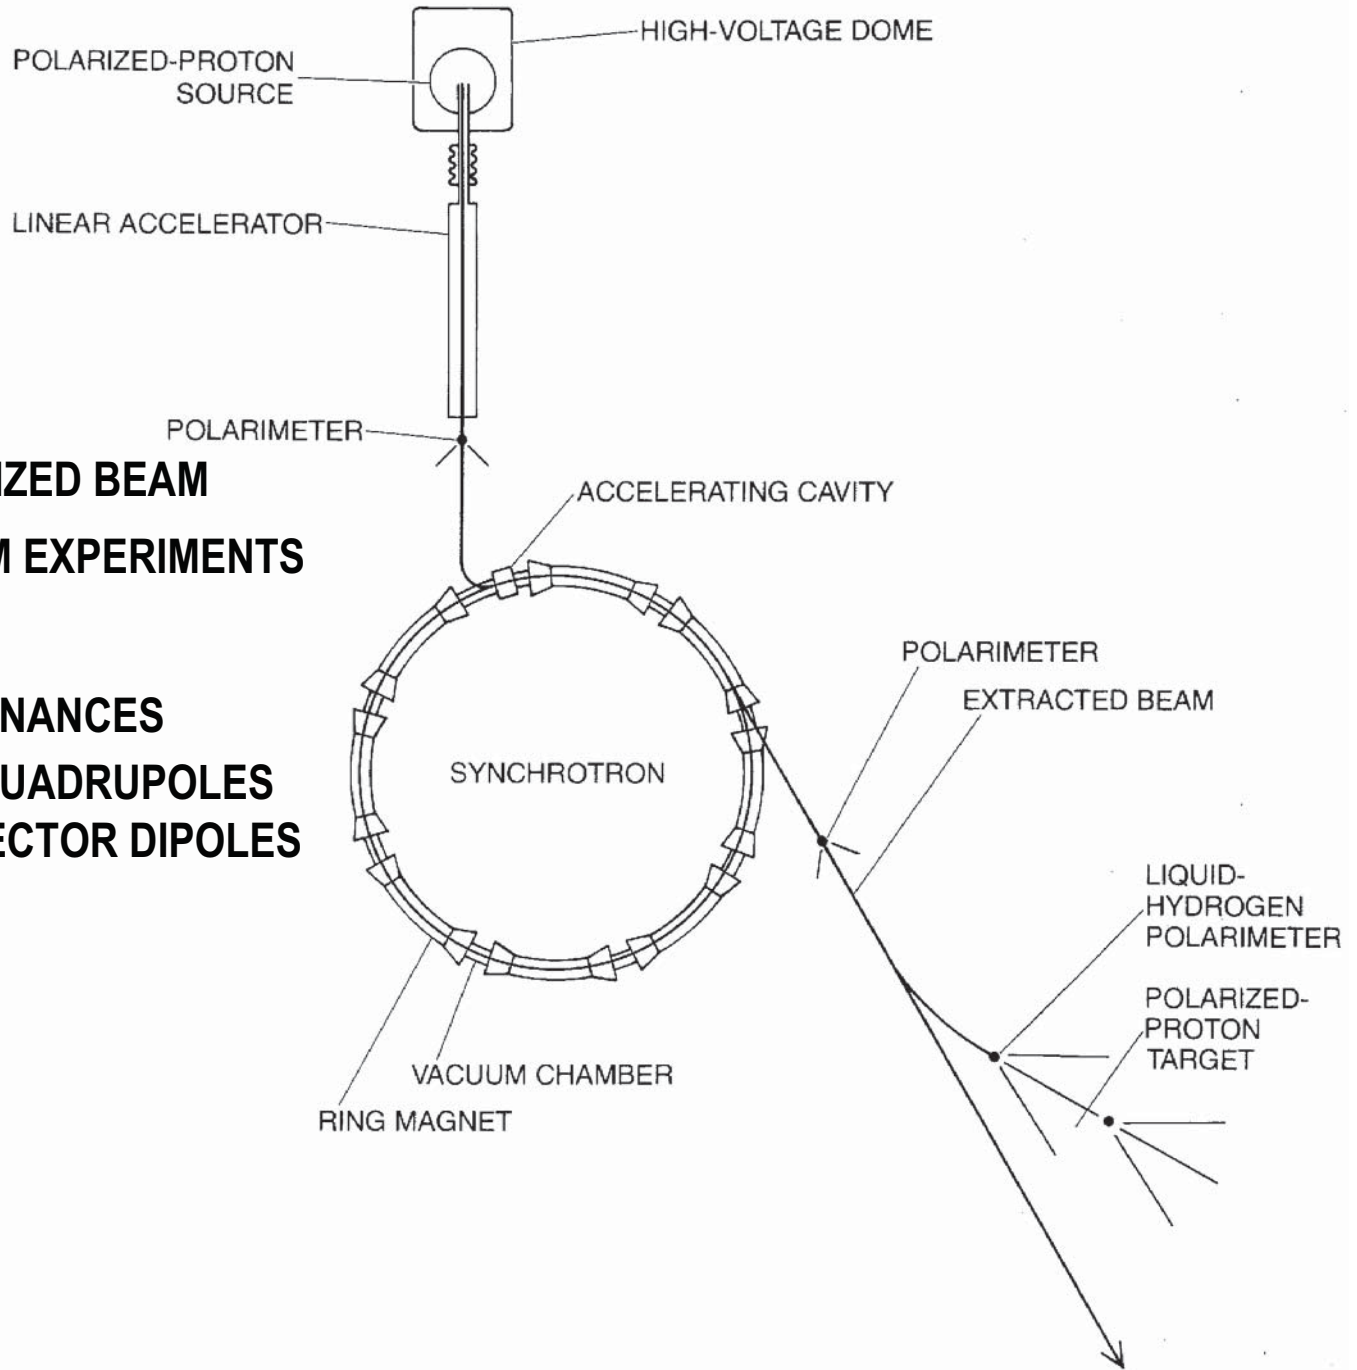 HIGH-VOLTAGE DOME
POLARIZED-PROTON
SOURCE
LINEAR ACCELERATOR
POLARIMETER
IZED BEAM
ACCELERATING CAVITY
M EXPERIMENTS
POLARIMETER
EXTRACTED BEAM
NANCES
SYNCHROTRON
UADRUPOLES
ECTOR DIPOLES
LIQUID-
HYDROGEN
POLARIMETER
POLARIZED-
PROTON
TARGET
VACUUM CHAMBER
RING MAGNET